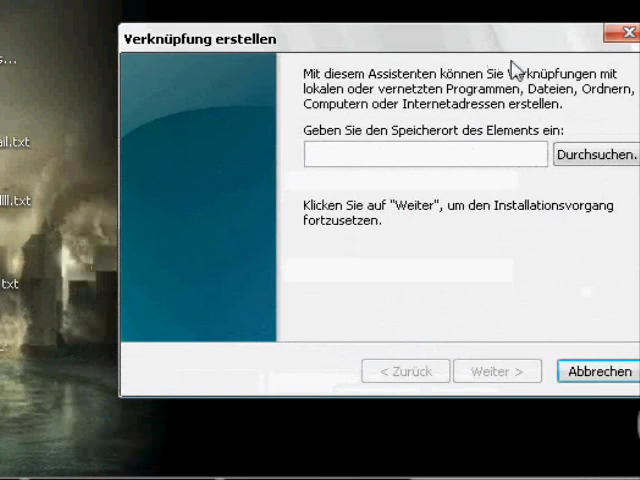 Verknüpfung erstellen
Mit diesem Assistenten können Sie Verknüpfungen mit
lokalen oder vernetzten Programmen, Dateien, Ordnern,
Computern oder Internetadressen erstellen.
Geben Sie den Speicherort des Elements ein:
Durchsuchen.
Klicken Sie auf "Weiter", um den Installationsvorgang
fortzusetzen.
< Zurück
Weiter >
Abbrechen
ail.txt
.txt